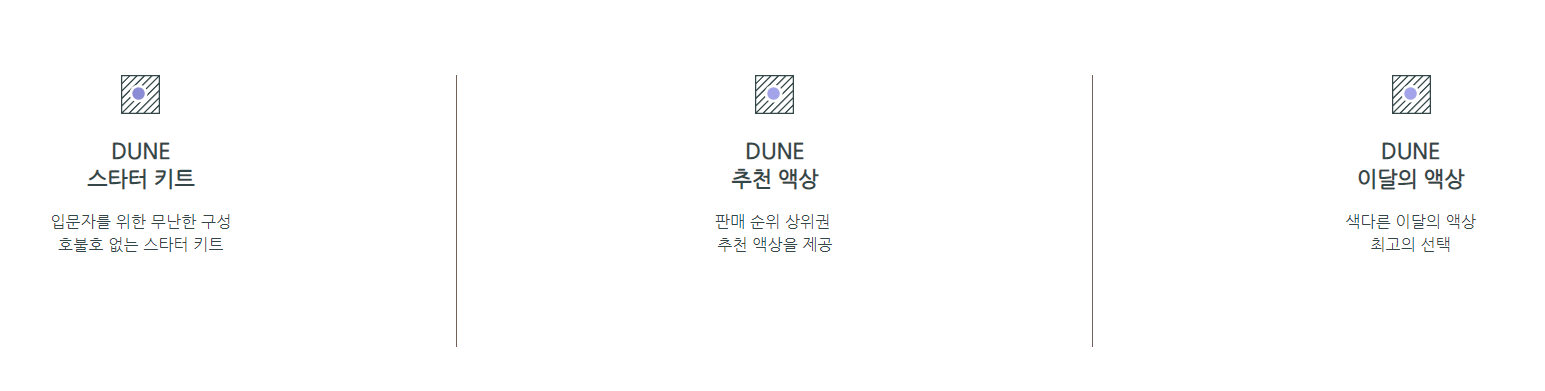 DUNE
스타터 키트
입문자를 위한 무난한 구성
호불호 없는 스타터 키트
DUNE
추천 액상
판매 순위 상위권
추천 액상을 제공
DUNE
이달의 액상
색다른 이달의 액상
최고의 선택